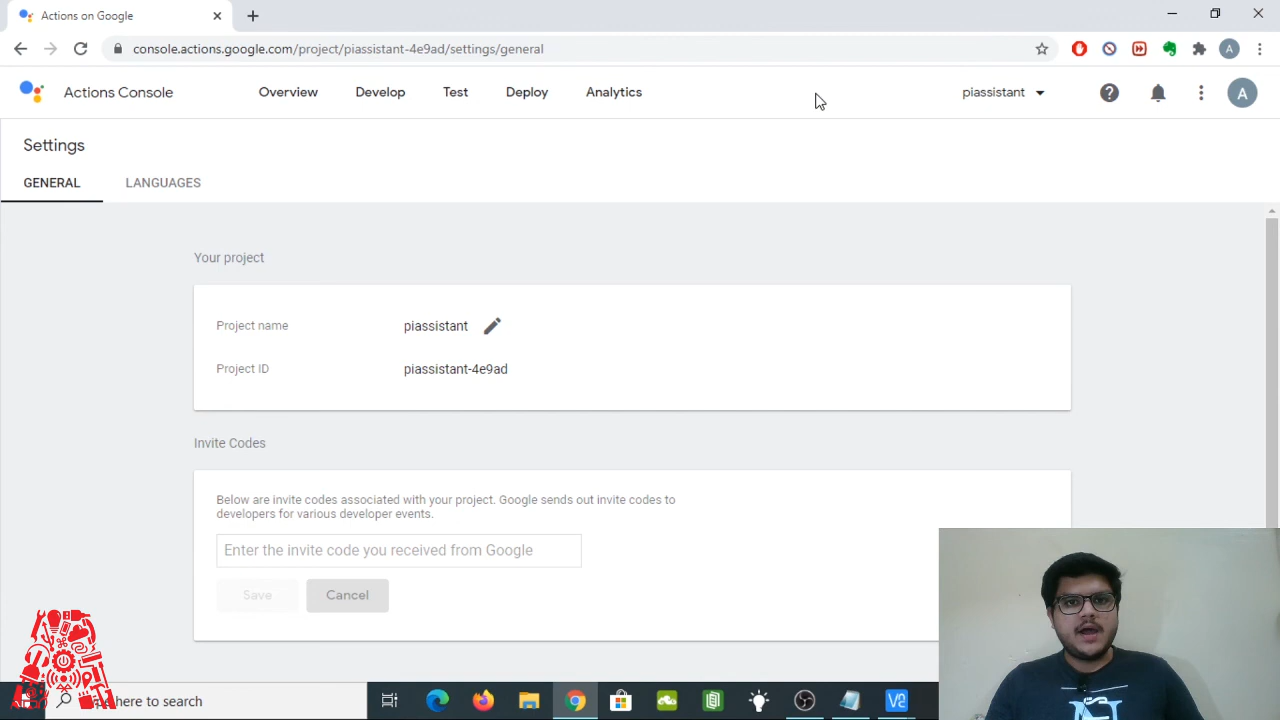 Actions on Google
console.actions.google.com/project/piassistant-4e9ad/settings/general
A
Actions Console
Overview
Develop
Test
Deploy
Analytics
piassistant
A
Settings
GENERAL
LANGUAGES
Your project
Project name
piassistant
Project ID
piassistant-4e9ad
Invite Codes
Below are invite codes associated with your project. Google sends out invite codes to
developers for various developer events.
Enter the invite code you received from Google
Save
Cancel
here to search